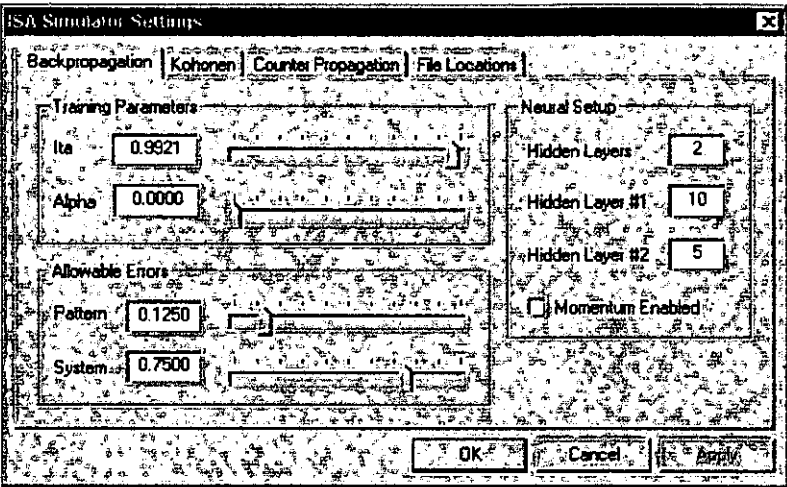 ISA Simulator Settings
Backpropagation Kohonen Counter Propagation File Locations
Training Parameters
Ita 0.9921
Alpha 0.0000
Allowable Errors
Pattern 0.1250
System 0.7500
Neural Setup
Hidden Layers 2
Hidden Layer #1 10
Hidden Layer #2 5
Momentum Enabled
OK Cancel Apply